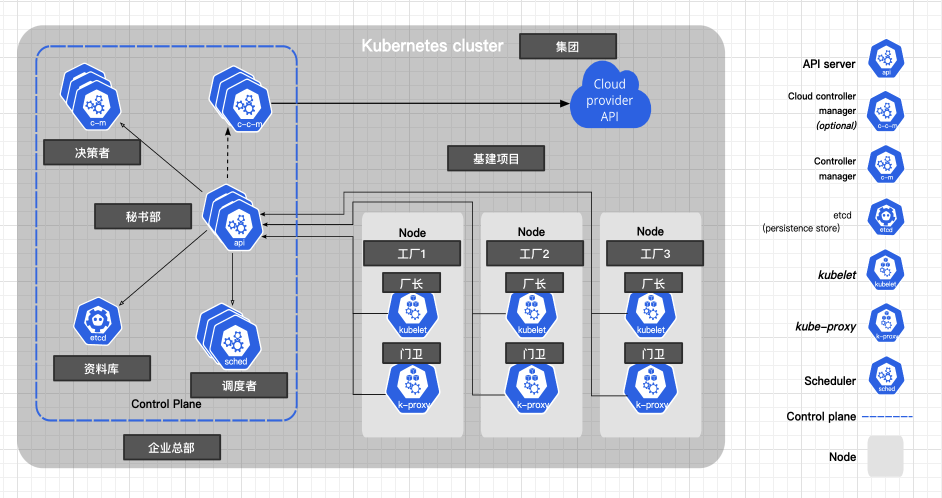 Kubernetes cluster
集团
Cloud
provider
API
c-m
c-c-m
决策者
基建项目
秘书部
api
Node
Node
Node
工厂1
工厂2
工厂3
厂长
厂长
厂长
kubelet
kubelet
kubelet
门卫
门卫
门卫
k-proxy
k-proxy
k-proxy
etcd
sched
资料库
调度者
Control Plane
企业总部
API server
api
Cloud controller
manager
(optional)
c-c-m
Controller
manager
c-m
etcd
(persistence store)
etcd
kubelet
kubelet
kube-proxy
k-proxy
Scheduler
sched
Control plane
Node